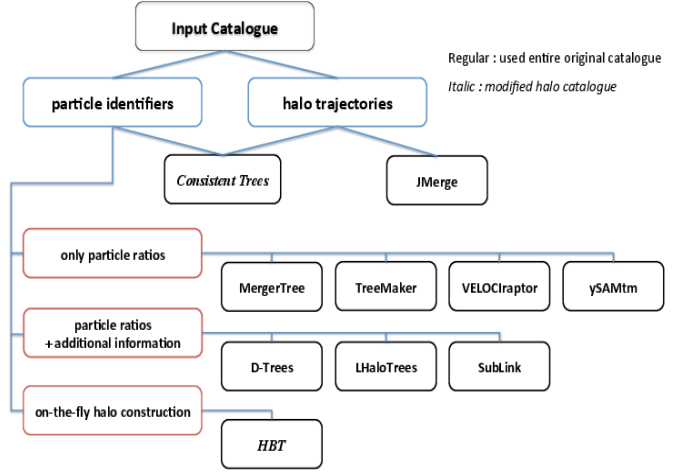 Input Catalogue
Regular : used entire original catalogue
Italic : modified halo catalogue
particle identifiers
halo trajectories
Consistent Trees
JMerge
only particle ratios
MergerTree
TreeMaker
VELOCIraptor
ySAMtm
particle ratios
+additional information
D-Trees
LHaloTrees
SubLink
on-the-fly halo construction
HBT